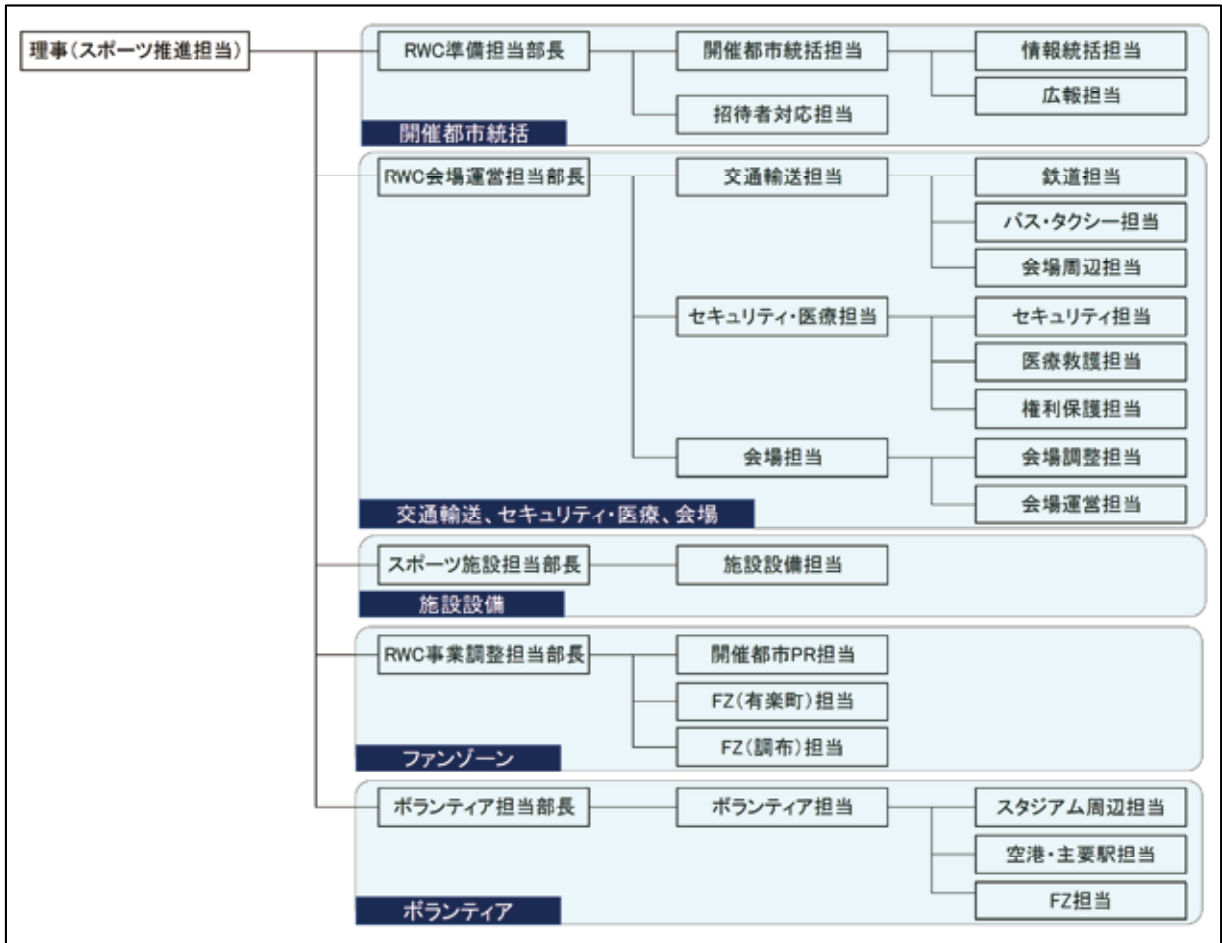 理事(スポーツ推進担当)
RWC準備担当部長
開催都市統括担当
情報統括担当
広報担当
招待者対応担当
開催都市統括
RWC会場運営担当部長
交通輸送担当
鉄道担当
バス・タクシー担当
会場周辺担当
セキュリティ・医療担当
セキュリティ担当
医療救護担当
権利保護担当
会場担当
会場調整担当
会場運営担当
交通輸送、セキュリティ・医療、会場
スポーツ施設担当部長
施設設備担当
施設設備
RWC事業調整担当部長
開催都市PR担当
FZ(有楽町)担当
FZ(調布)担当
ファンゾーン
ボランティア担当部長
ボランティア担当
スタジアム周辺担当
空港・主要駅担当
FZ担当
ボランティア